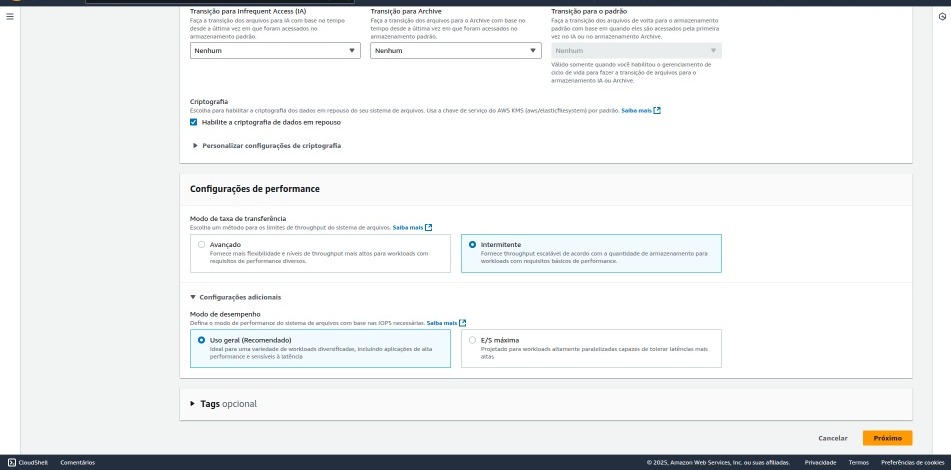 Transição para Infrequent Access (IA)
Faça a transição dos arquivos para IA com base no tempo
desde a última vez em que foram acessados no
armazenamento padrão.
Nenhum
Transição para Archive
Faça a transição dos arquivos para o Archive com base no
tempo desde a última vez em que foram acessados no
armazenamento padrão.
Nenhum
Transição para o padrão
Faça a transição dos arquivos de volta para o armazenamento
padrão com base em quando eles são acessados pela primeira
vez no IA ou no armazenamento Archive.
Nenhum
Válido somente quando você habilitou o gerenciamento de
ciclo de vida para fazer a transição de arquivos para o
armazenamento IA ou Archive.
Criptografia
Escolha para habilitar a criptografia dos dados em repouso do seu sistema de arquivos. Usa a chave de serviço do AWS KMS (aws/elasticfilesystem) por padrão. Saiba mais
Habilite a criptografia de dados em repouso
Personalizar configurações de criptografia
Configurações de performance
Modo de taxa de transferência
Escolha um método para os limites de throughput do sistema de arquivos. Saiba mais
Avançado
Fornece mais flexibilidade e níveis de throughput mais altos para workloads com
requisitos de performance diversos.
Intermitente
Fornece throughput escalável de acordo com a quantidade de armazenamento para
workloads com requisitos básicos de performance.
Configurações adicionais
Modo de desempenho
Defina o modo de performance do sistema de arquivos com base nas IOPS necessárias. Saiba mais
Uso geral (Recomendado)
Ideal para uma variedade de workloads diversificadas, incluindo aplicações de alta
performance e sensíveis à latência
E/S máxima
Projetado para workloads altamente paralelizadas capazes de tolerar latências mais
altas
Tags opcional
Cancelar
Próximo
CloudShell
Comentários
© 2025, Amazon Web Services, Inc. ou suas afiliadas.
Privacidade
Termos
Preferências de cookies